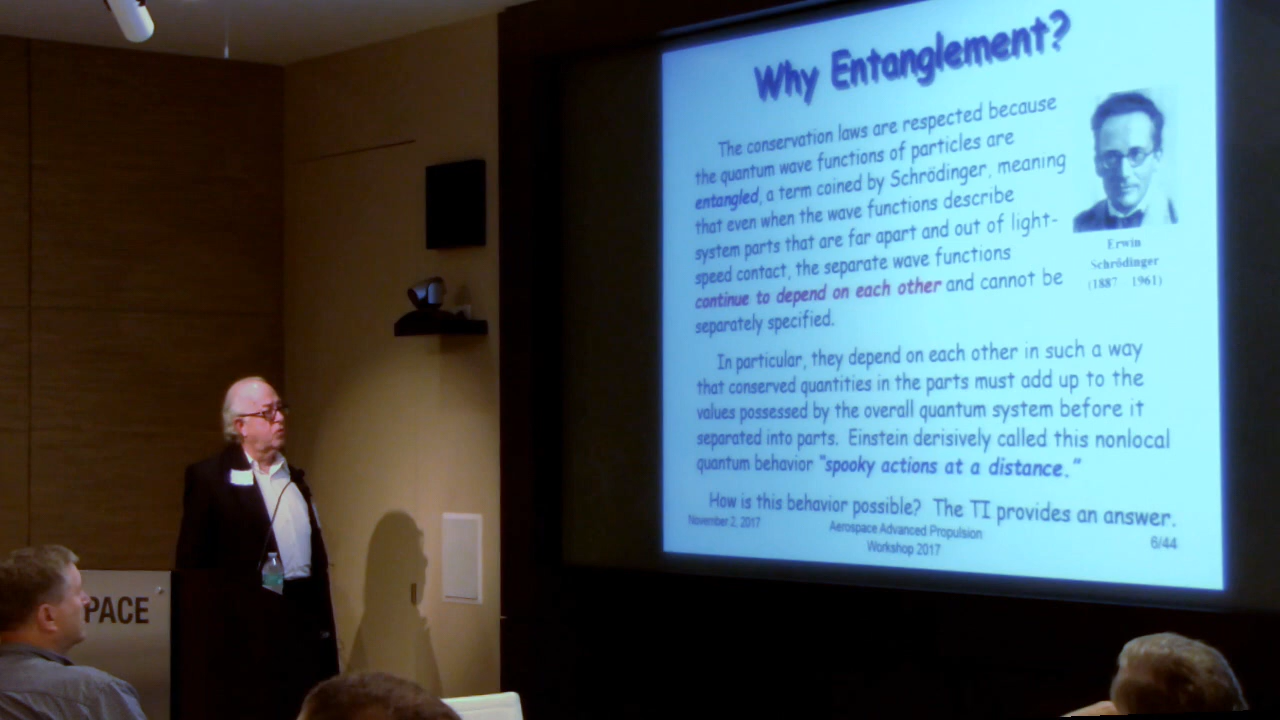 Why Entanglement?
The conservation laws are respected because
the quantum wave functions of particles are
entangled, a term coined by Schrödinger, meaning
that even when the wave functions describe
system parts that are far apart and out of light-
speed contact, the separate wave functions
continue to depend on each other and cannot be
separately specified.
Erwin
Schrödinger
(1887 1961)
In particular, they depend on each other in such a way
that conserved quantities in the parts must add up to the
values possessed by the overall quantum system before it
separated into parts. Einstein derisively called this nonlocal
quantum behavior "spooky actions at a distance."
How is this behavior possible? The TI provides an answer.
November 2, 2017
Aerospace Advanced Propulsion
Workshop 2017
6/44
PACE